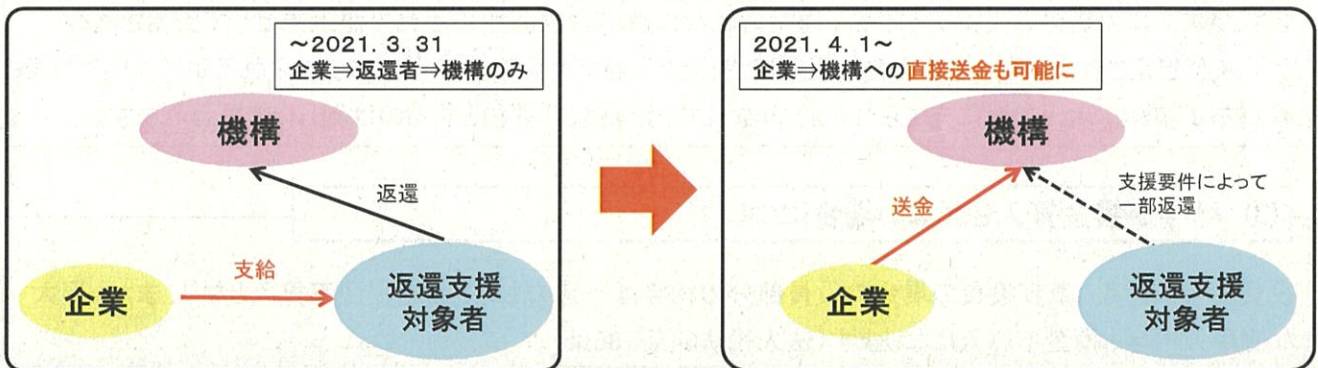 ～2021. 3. 31
企業⇒返還者⇒機構のみ
機構
返還
支給
企業
返還支援
対象者
2021. 4. 1～
企業⇒機構への直接送金も可能に
機構
送金
支援要件によって
一部返還
企業
返還支援
対象者